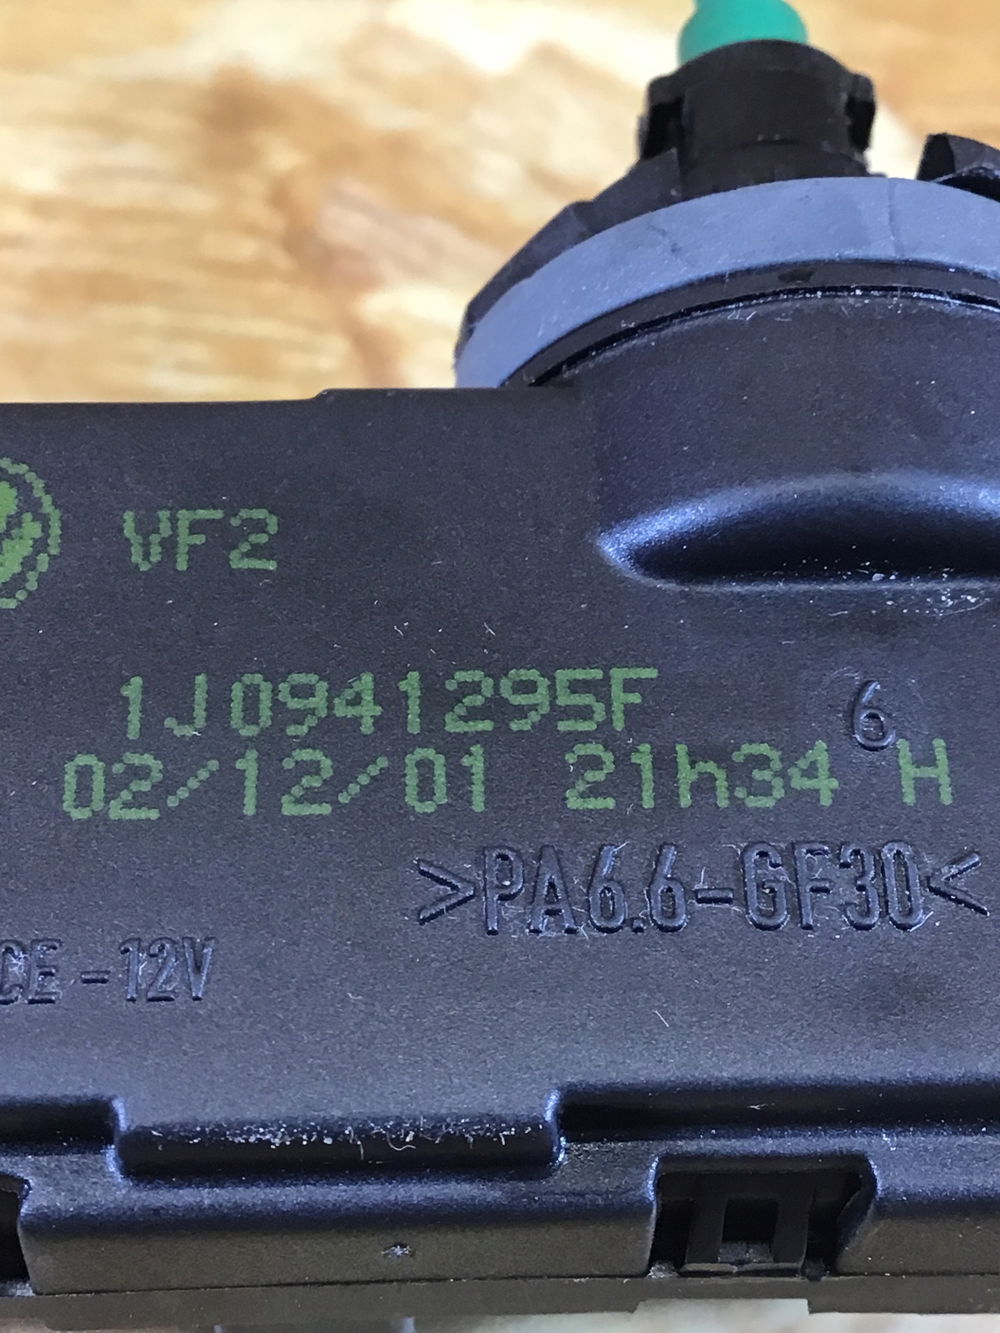 VF2
1J0941295F
6
02/12/01 21h34 H
>PA6.6-GF30<
CE-12V